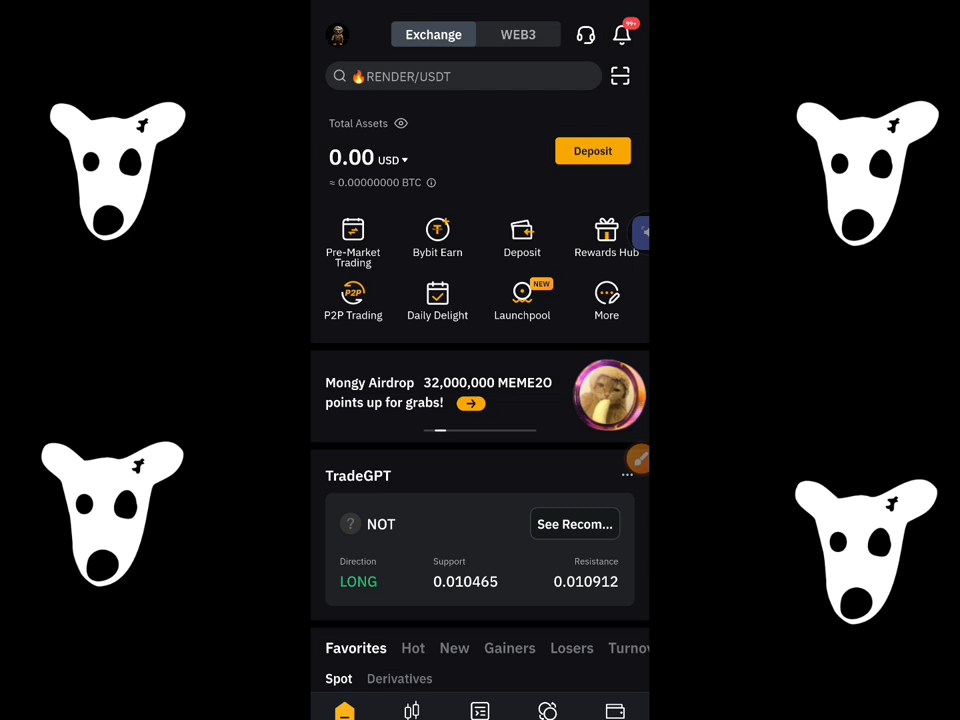 Exchange WEB3 99+
🔥RENDER/USDT
Total Assets
0.00 USD
Deposit
≈ 0.00000000 BTC
Pre-Market Trading Bybit Earn Deposit Rewards Hub
P2P Trading Daily Delight Launchpool NEW More
Mongy Airdrop 32,000,000 MEME2O
points up for grabs!
TradeGPT
? NOT See Recom...
Direction Support Resistance
LONG 0.010465 0.010912
Favorites Hot New Gainers Losers Turnov
Spot Derivatives